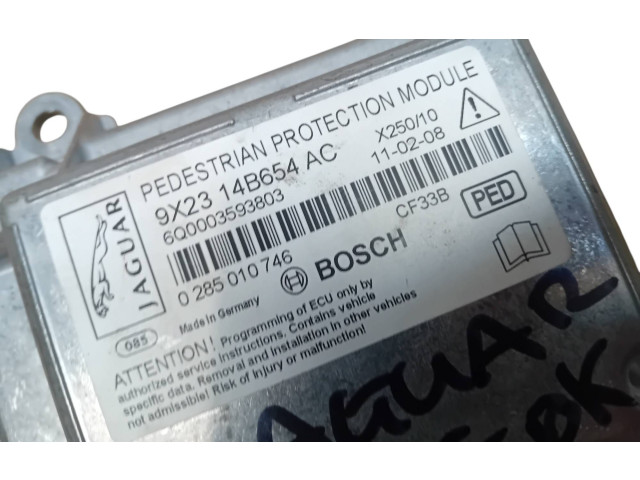 PEDESTRIAN PROTECTION MODULE
9X23 14B654 AC
X250/10
11-02-08
6Q0003593803
JAGUAR
0 285 010 746
BOSCH
CF33B
PED
085
Made in Germany
ATTENTION! Programming of ECU only by
authorized service instructions. Contains vehicle
specific data. Removal and installation in other vehicles
not admissible! Risk of injury or malfunction!
JAGUAR
OK